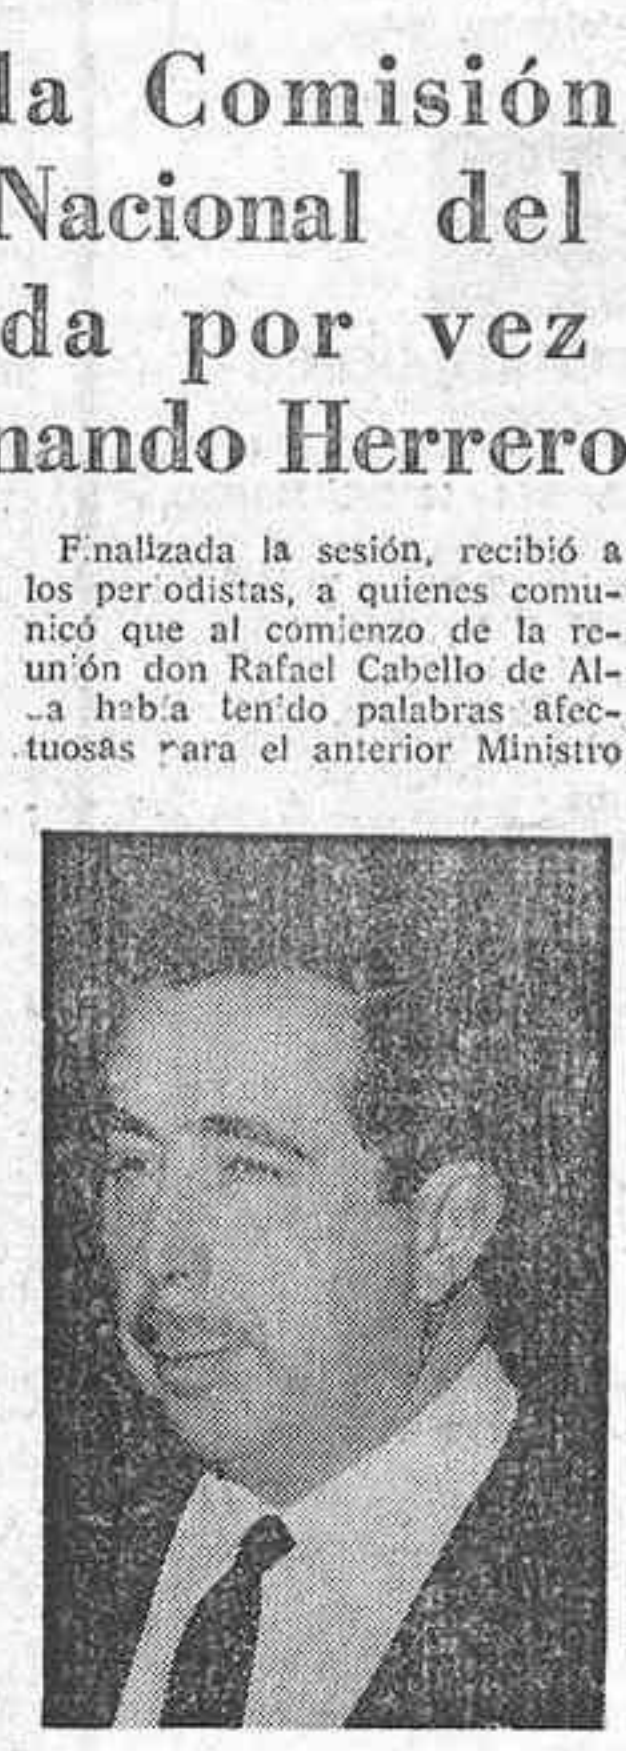 la Comisión
Nacional del
da por vez
nando Herrero
Finalizada la sesión, recibió a
los periodistas, a quienes comu-
nicó que al comienzo de la re-
unión don Rafael Cabello de Al-
a había tenido palabras afec-
tuosas para el anterior Ministro